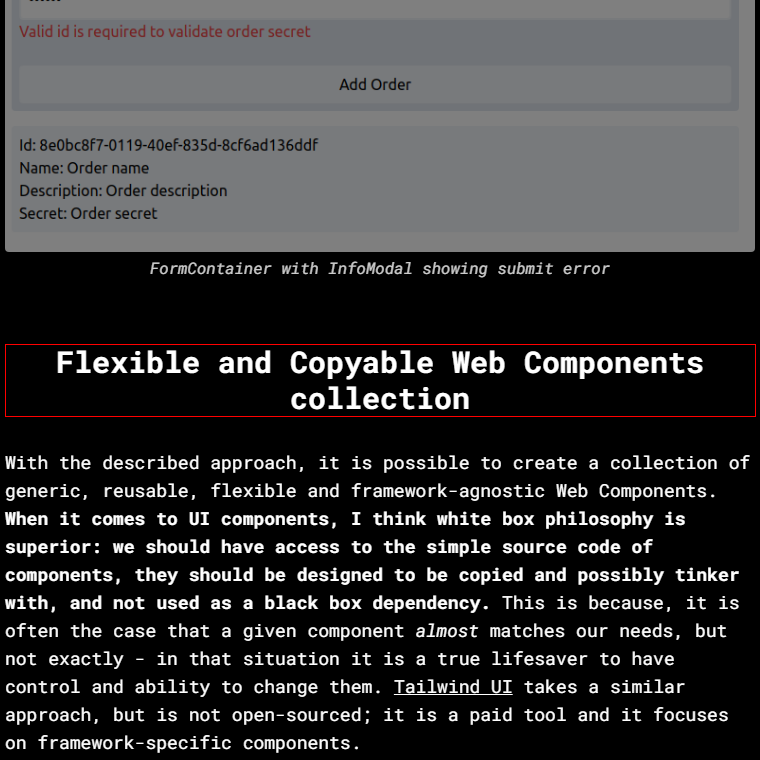 Valid id is required to validate order secret
Add Order
Id: 8e0bc8f7-0119-40ef-835d-8cf6ad136ddf
Name: Order name
Description: Order description
Secret: Order secret
FormContainer with InfoModal showing submit error
Flexible and Copyable Web Components
collection
With the described approach, it is possible to create a collection of
generic, reusable, flexible and framework-agnostic Web Components.
When it comes to UI components, I think white box philosophy is
superior: we should have access to the simple source code of
components, they should be designed to be copied and possibly tinker
with, and not used as a black box dependency. This is because, it is
often the case that a given component almost matches our needs, but
not exactly - in that situation it is a true lifesaver to have
control and ability to change them. Tailwind UI takes a similar
approach, but is not open-sourced; it is a paid tool and it focuses
on framework-specific components.